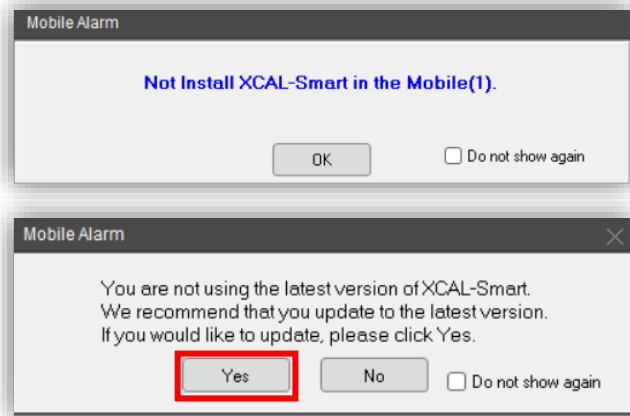 Mobile Alarm
Not Install XCAL-Smart in the Mobile(1).
OK
Do not show again
Mobile Alarm
You are not using the latest version of XCAL-Smart.
We recommend that you update to the latest version.
If you would like to update, please click Yes.
Yes
No
Do not show again